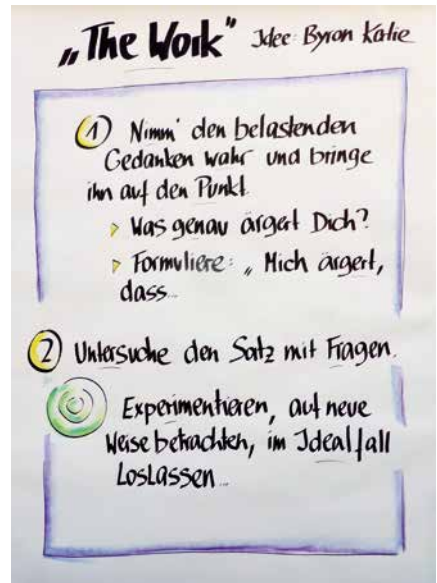 „The Work" Idee: Byron Katie
① Nimm' den belastenden
Gedanken wahr und bringe
ihn auf den Punkt.
> Was genau ärgert Dich?
> Formuliere: „Mich ärgert,
dass...
② Untersuche den Satz mit Fragen.
Experimentieren, auf neue
Weise betrachten, im Idealfall
Loslassen...